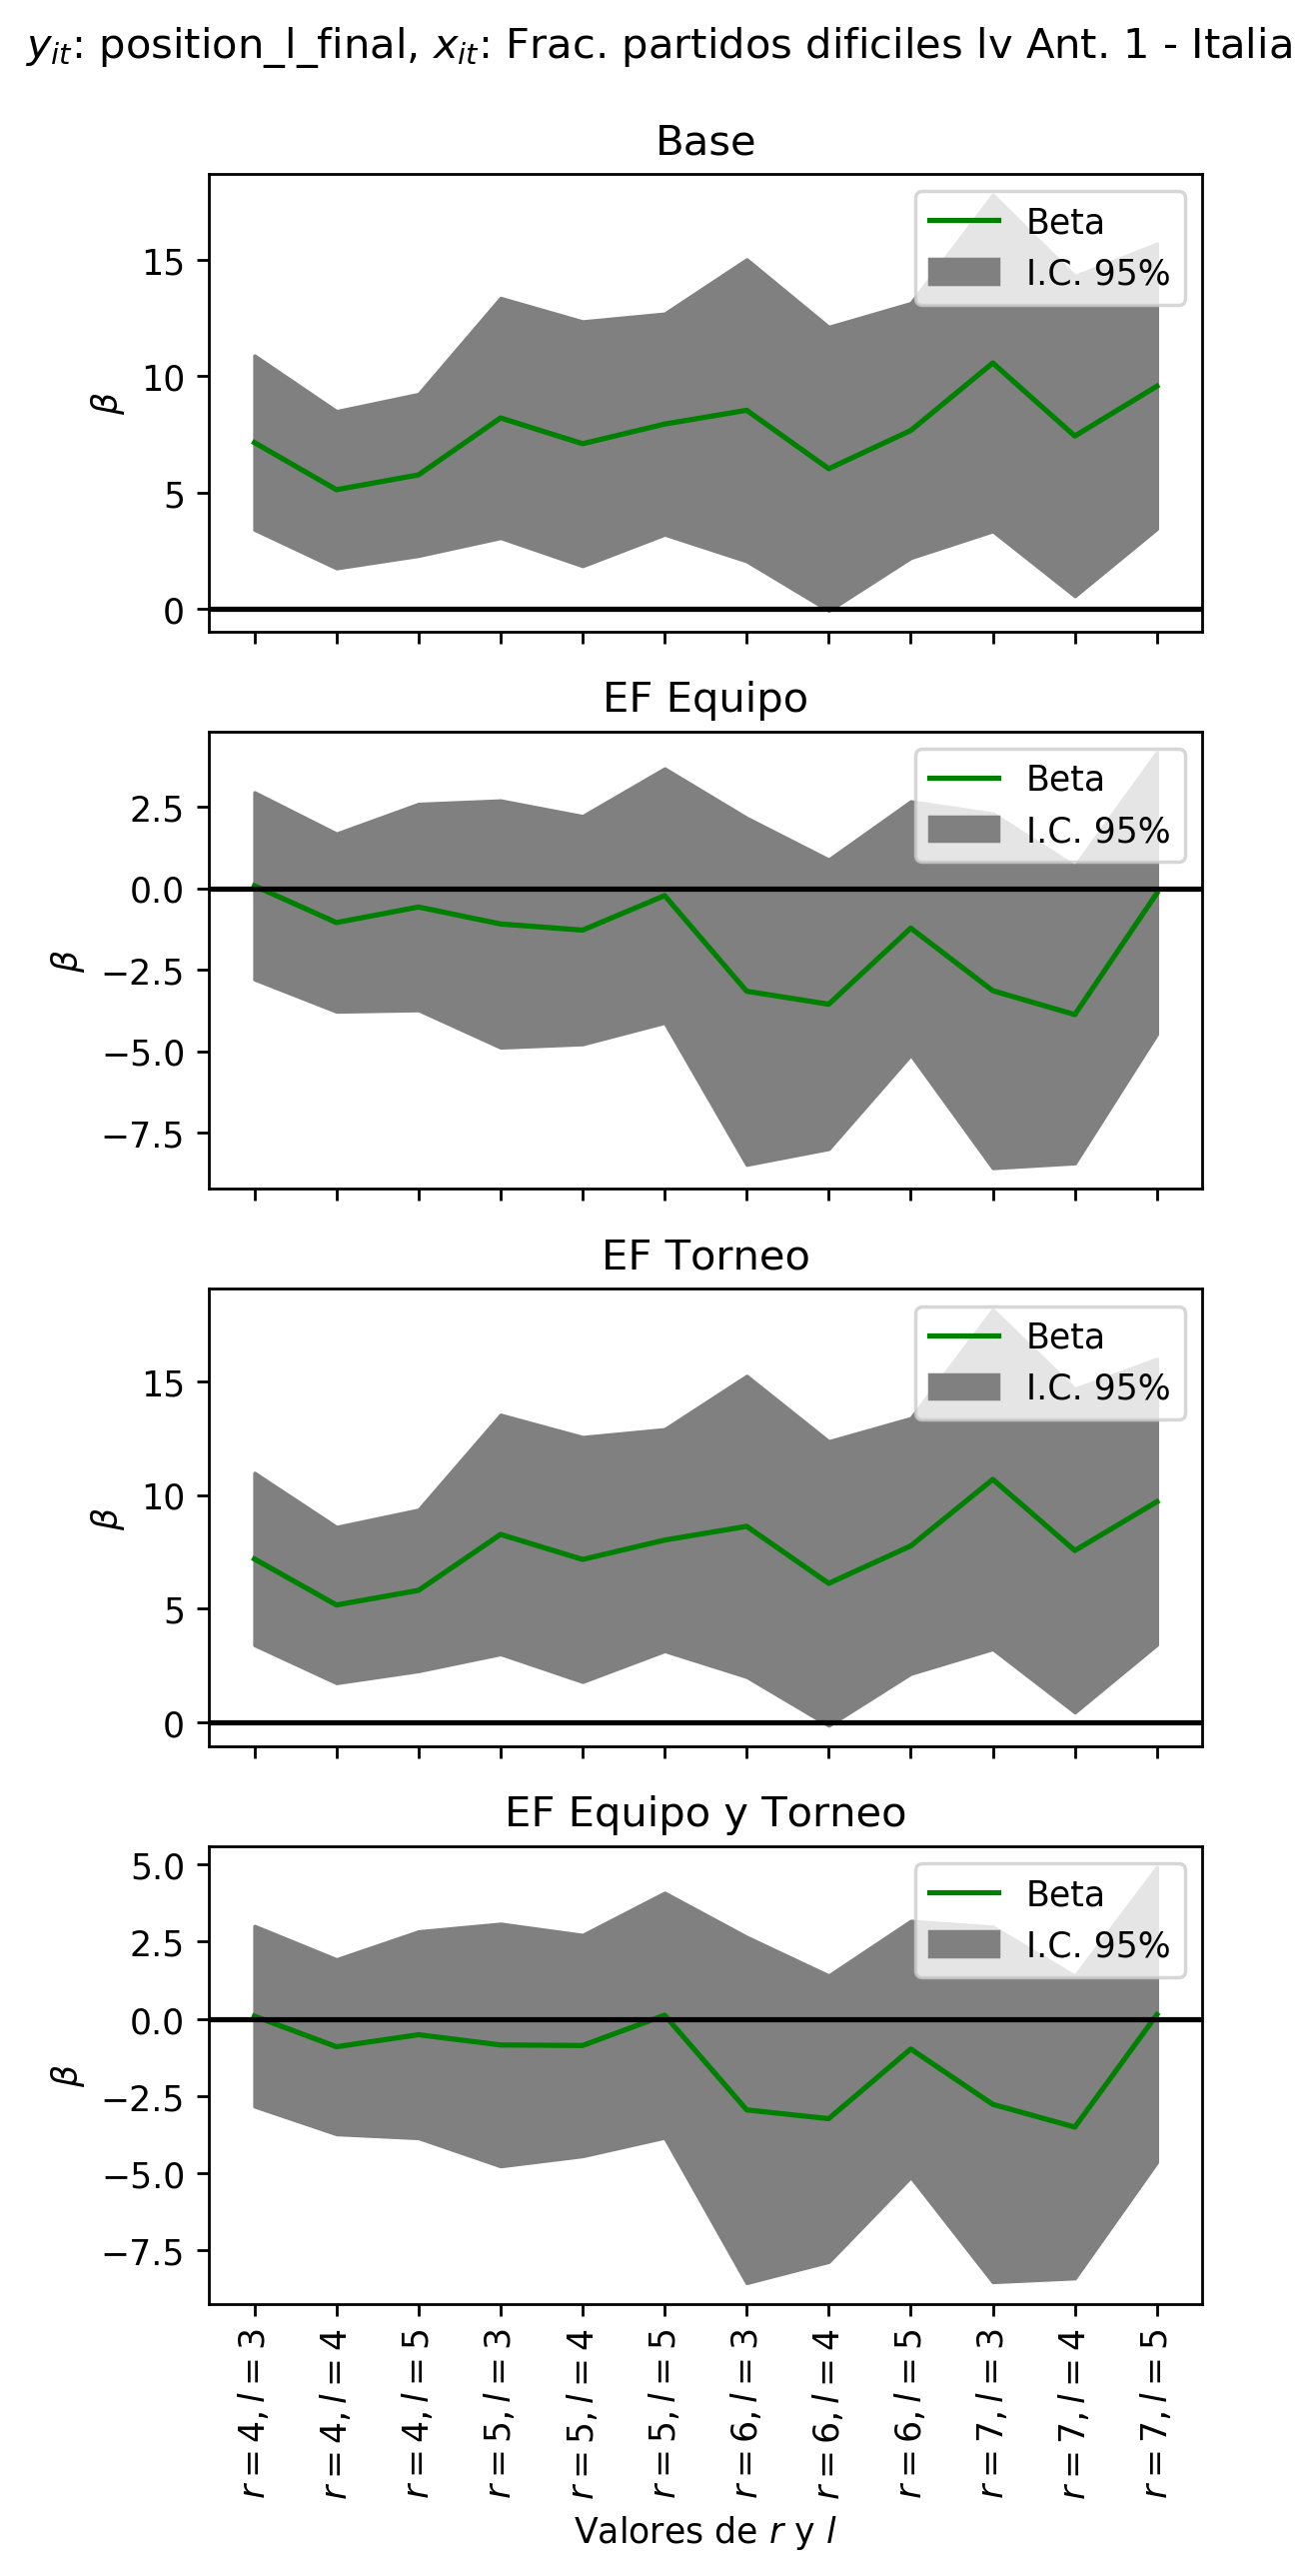 y_it: position_l_final, x_it: Frac. partidos dificiles lv Ant. 1 - Italia
Base
Beta
I.C. 95%
15
10
5
0
β
EF Equipo
Beta
I.C. 95%
2.5
0.0
−2.5
−5.0
−7.5
β
EF Torneo
Beta
I.C. 95%
15
10
5
0
β
EF Equipo y Torneo
Beta
I.C. 95%
5.0
2.5
0.0
−2.5
−5.0
−7.5
β
r = 4, l = 3
r = 4, l = 4
r = 4, l = 5
r = 5, l = 3
r = 5, l = 4
r = 5, l = 5
r = 6, l = 3
r = 6, l = 4
r = 6, l = 5
r = 7, l = 3
r = 7, l = 4
r = 7, l = 5
Valores de r y l